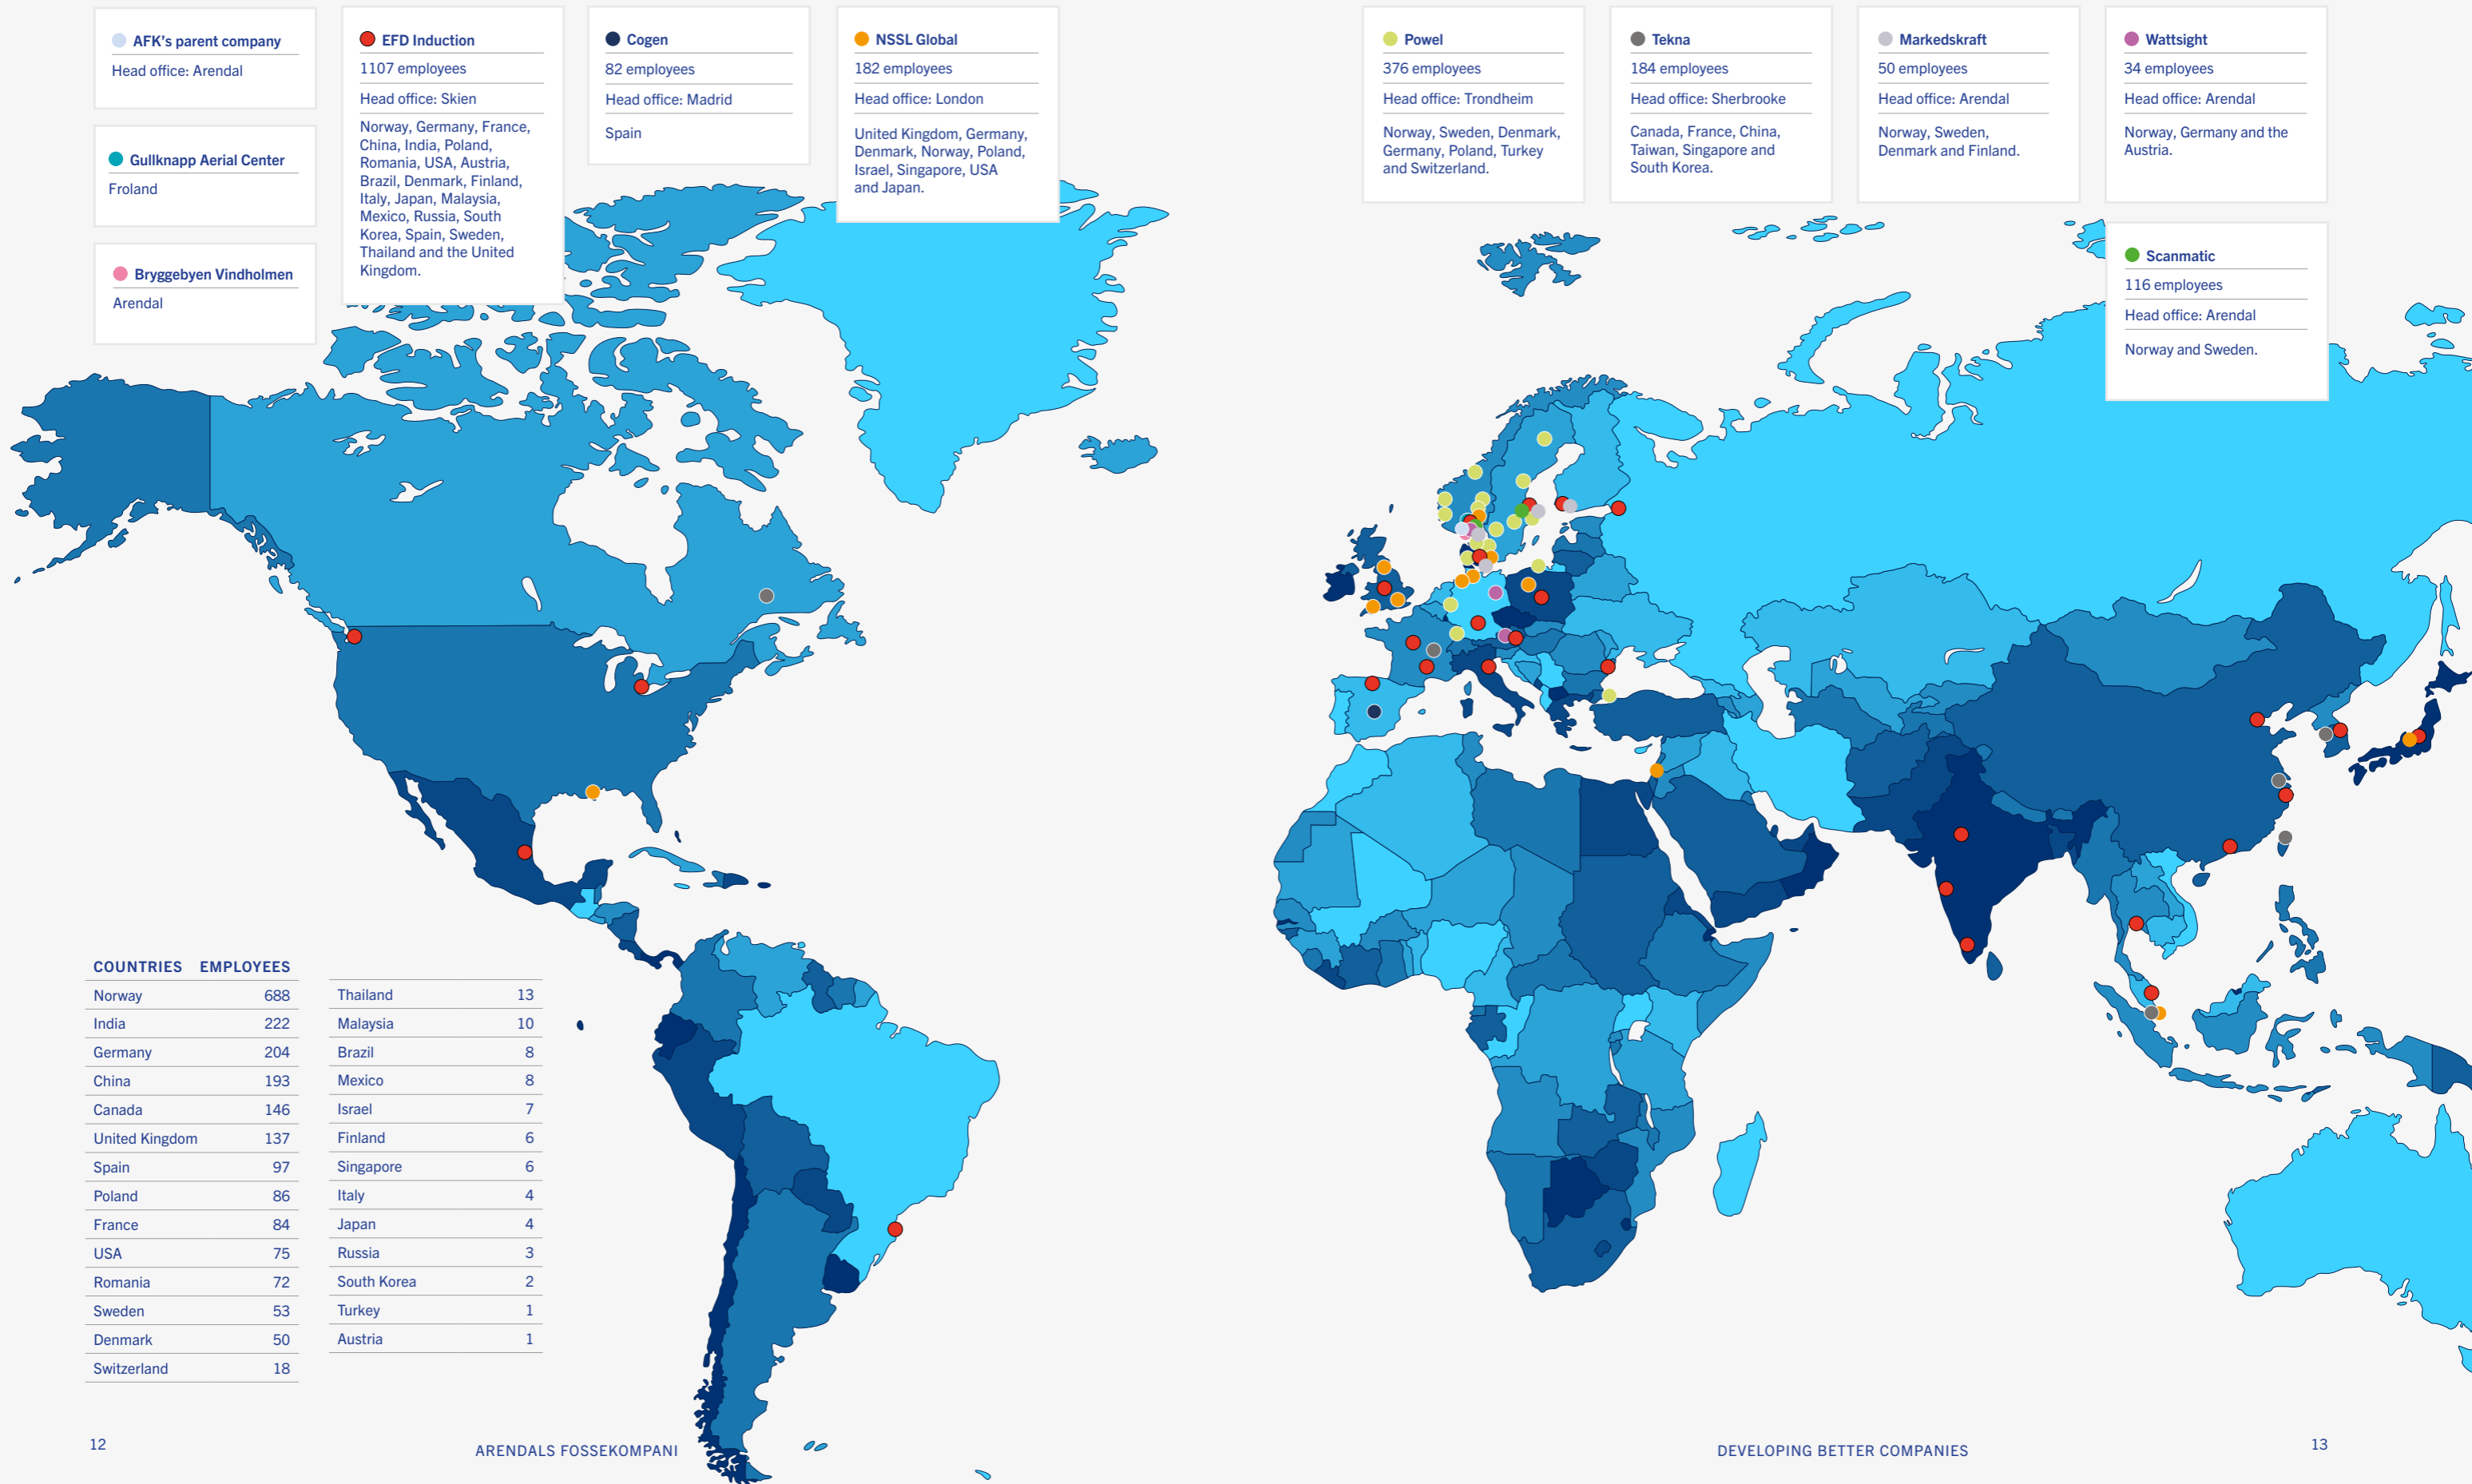 AFK's parent company
Head office: Arendal
Gullknapp Aerial Center
Froland
Bryggebyen Vindholmen
Arendal
EFD Induction
1107 employees
Head office: Skien
Norway, Germany, France,
China, India, Poland,
Romania, USA, Austria,
Brazil, Denmark, Finland,
Italy, Japan, Malaysia,
Mexico, Russia, South
Korea, Spain, Sweden,
Thailand and the United
Kingdom.
Cogen
82 employees
Head office: Madrid
Spain
NSSL Global
182 employees
Head office: London
United Kingdom, Germany,
Denmark, Norway, Poland,
Israel, Singapore, USA
and Japan.
Powel
376 employees
Head office: Trondheim
Norway, Sweden, Denmark,
Germany, Poland, Turkey
and Switzerland.
Tekna
184 employees
Head office: Sherbrooke
Canada, France, China,
Taiwan, Singapore and
South Korea.
Markedskraft
50 employees
Head office: Arendal
Norway, Sweden,
Denmark and Finland.
Wattsight
34 employees
Head office: Arendal
Norway, Germany and the
Austria.
Scanmatic
116 employees
Head office: Arendal
Norway and Sweden.
COUNTRIES EMPLOYEES
Norway 688
India 222
Germany 204
China 193
Canada 146
United Kingdom 137
Spain 97
Poland 86
France 84
USA 75
Romania 72
Sweden 53
Denmark 50
Switzerland 18
Thailand 13
Malaysia 10
Brazil 8
Mexico 8
Israel 7
Finland 6
Singapore 6
Italy 4
Japan 4
Russia 3
South Korea 2
Turkey 1
Austria 1
12
ARENDALS FOSSEKOMPANI
DEVELOPING BETTER COMPANIES
13